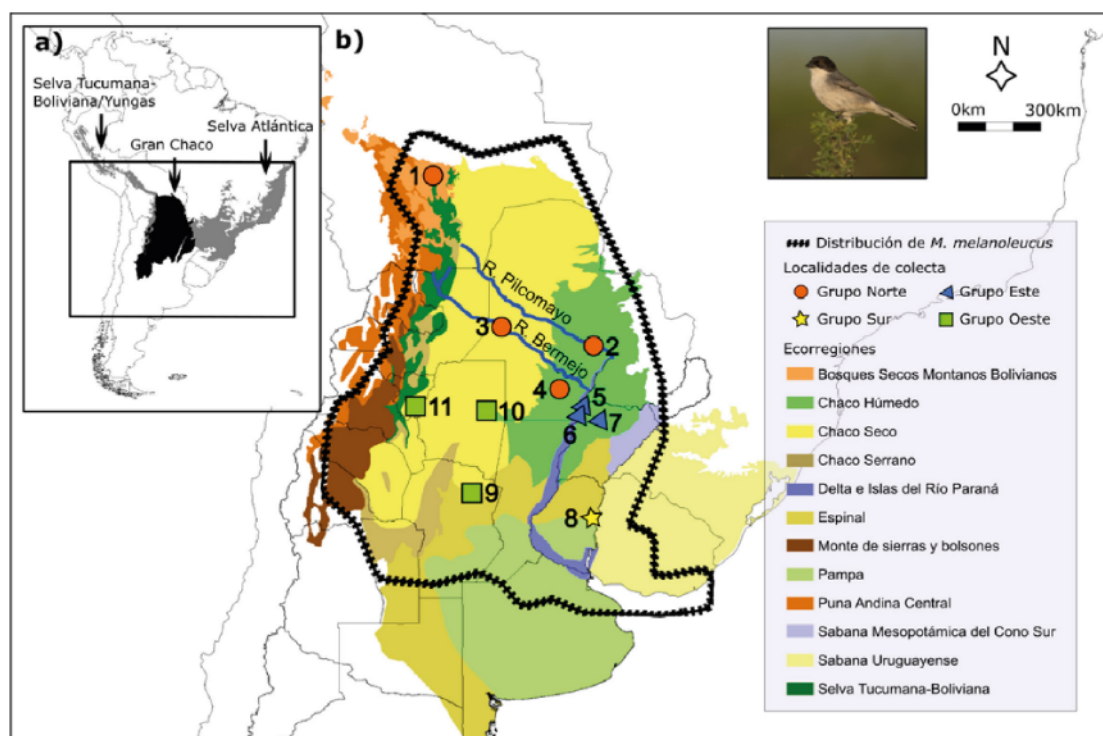 a)
Selva Tucumana-
Boliviana/Yungas
Gran Chaco
Selva Atlántica
b)
N
0km 300km
1
R. Pilcomayo
3
R. Bermejo
2
4
5
11
10
6
7
9
8
Distribución de M. melanoleucus
Localidades de colecta
Grupo Norte
Grupo Este
Grupo Sur
Grupo Oeste
Ecorregiones
Bosques Secos Montanos Bolivianos
Chaco Húmedo
Chaco Seco
Chaco Serrano
Delta e Islas del Río Paraná
Espinal
Monte de sierras y bolsones
Pampa
Puna Andina Central
Sabana Mesopotámica del Cono Sur
Sabana Uruguayense
Selva Tucumana-Boliviana